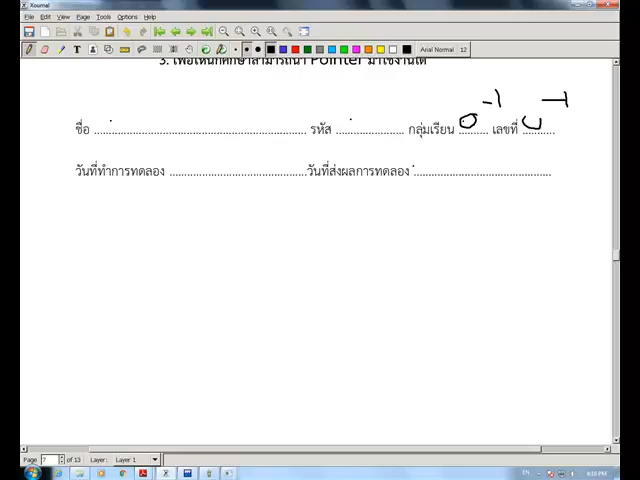 Xournal
File Edit View Page Tools Options Help
T Arial Normal 12
3. เพื่อให้นักศึกษาสามารถนำ Pointer มาใช้งานได้
ชื่อ ........................ รหัส ............ กลุ่มเรียน ........ เลขที่ ........
วันที่ทำการทดลอง ........................วันที่ส่งผลการทดลอง ........................
Page 7 of 13 Layer: Layer 1
EN